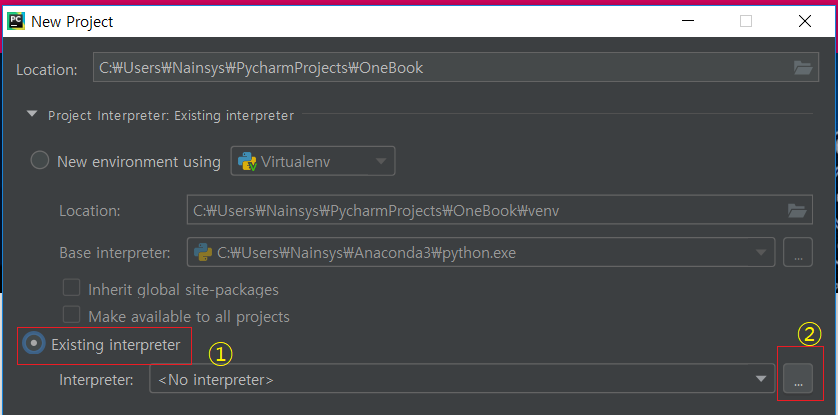 PC New Project
Location: C:₩Users₩Nainsys₩PycharmProjects₩OneBook
Project Interpreter: Existing interpreter
New environment using Virtualenv
Location: C:₩Users₩Nainsys₩PycharmProjects₩OneBook₩venv
Base interpreter: C:₩Users₩Nainsys₩Anaconda3₩python.exe ...
Inherit global site-packages
Make available to all projects
Existing interpreter ① ②
Interpreter: <No interpreter> ...